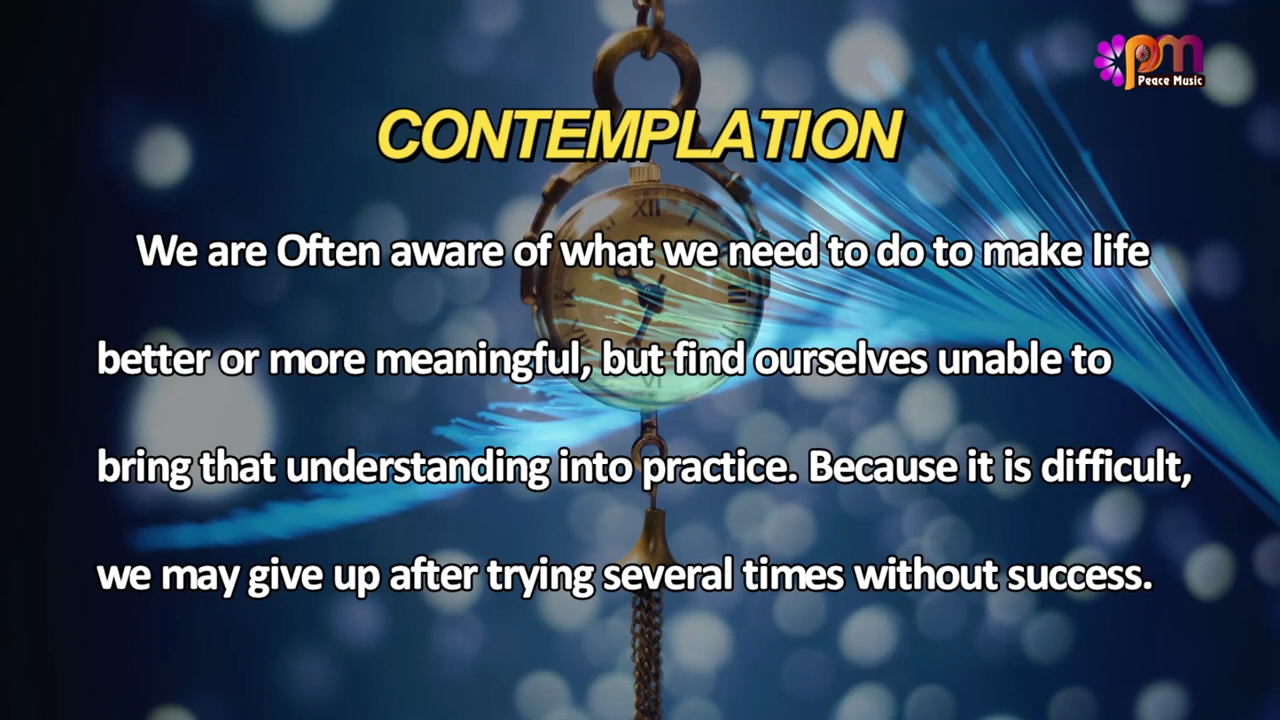 pm
Peace Music
CONTEMPLATION
XII
We are Often aware of what we need to do to make life
better or more meaningful, but find ourselves unable to
VI
bring that understanding into practice. Because it is difficult,
we may give up after trying several times without success.